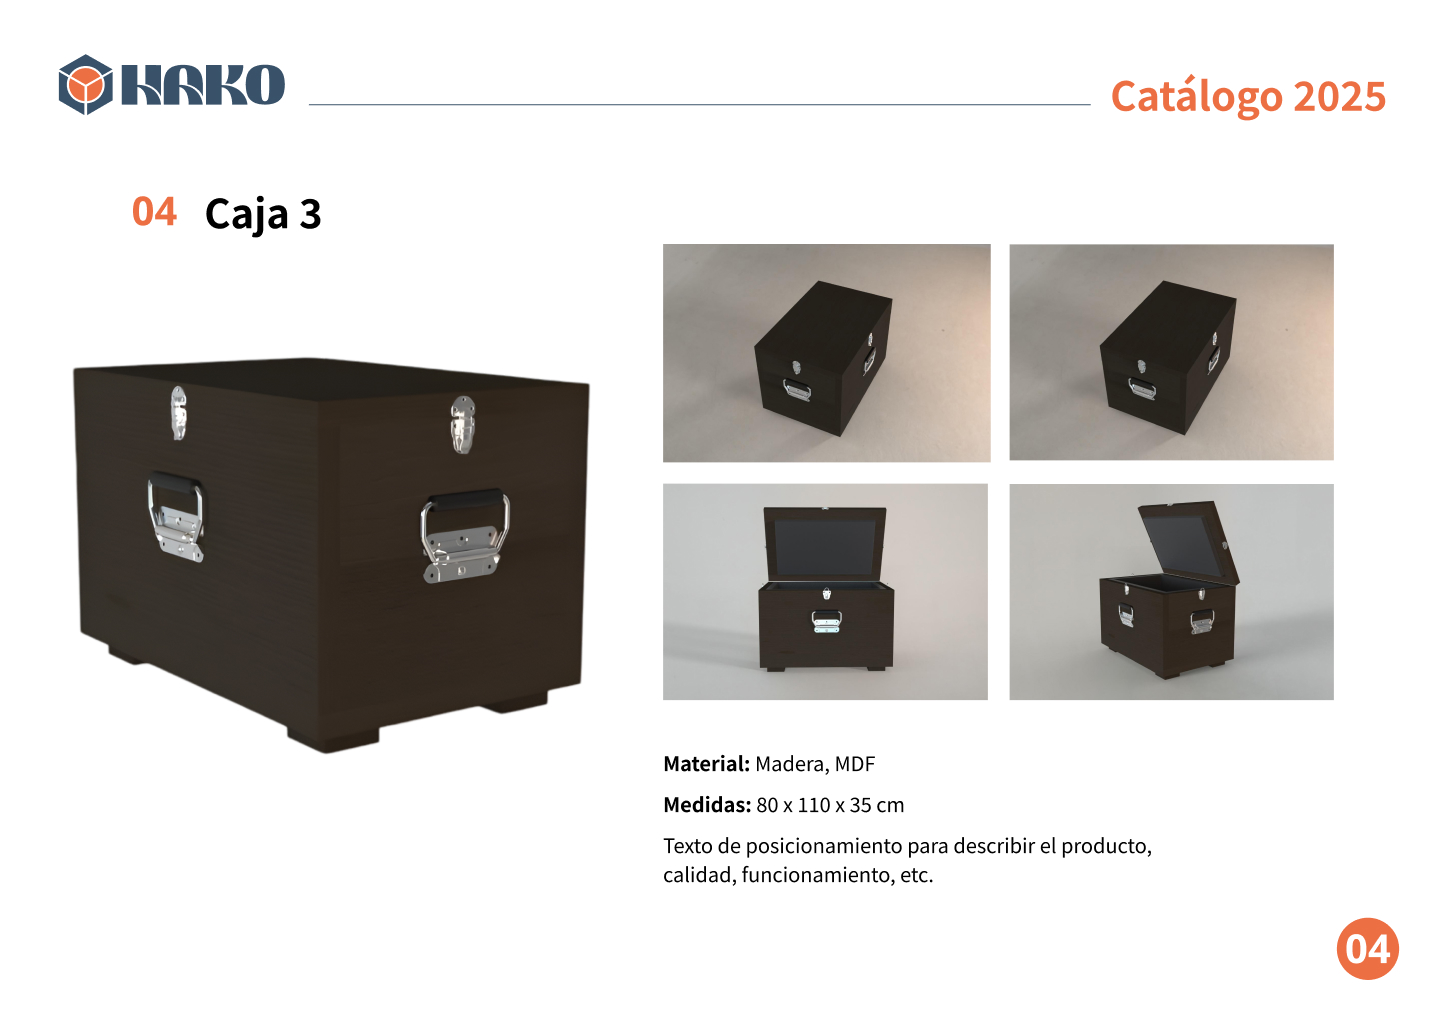 HAKO
Catálogo 2025
04 Caja 3
Material: Madera, MDF
Medidas: 80 x 110 x 35 cm
Texto de posicionamiento para describir el producto,
calidad, funcionamiento, etc.
04